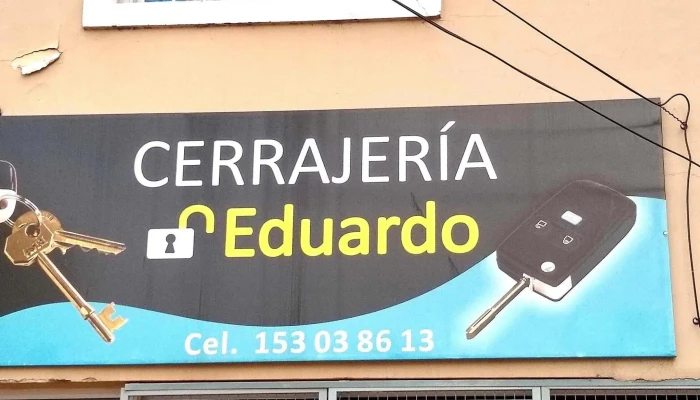 CERRAJERÍA
Eduardo
Cel. 153 03 86 13